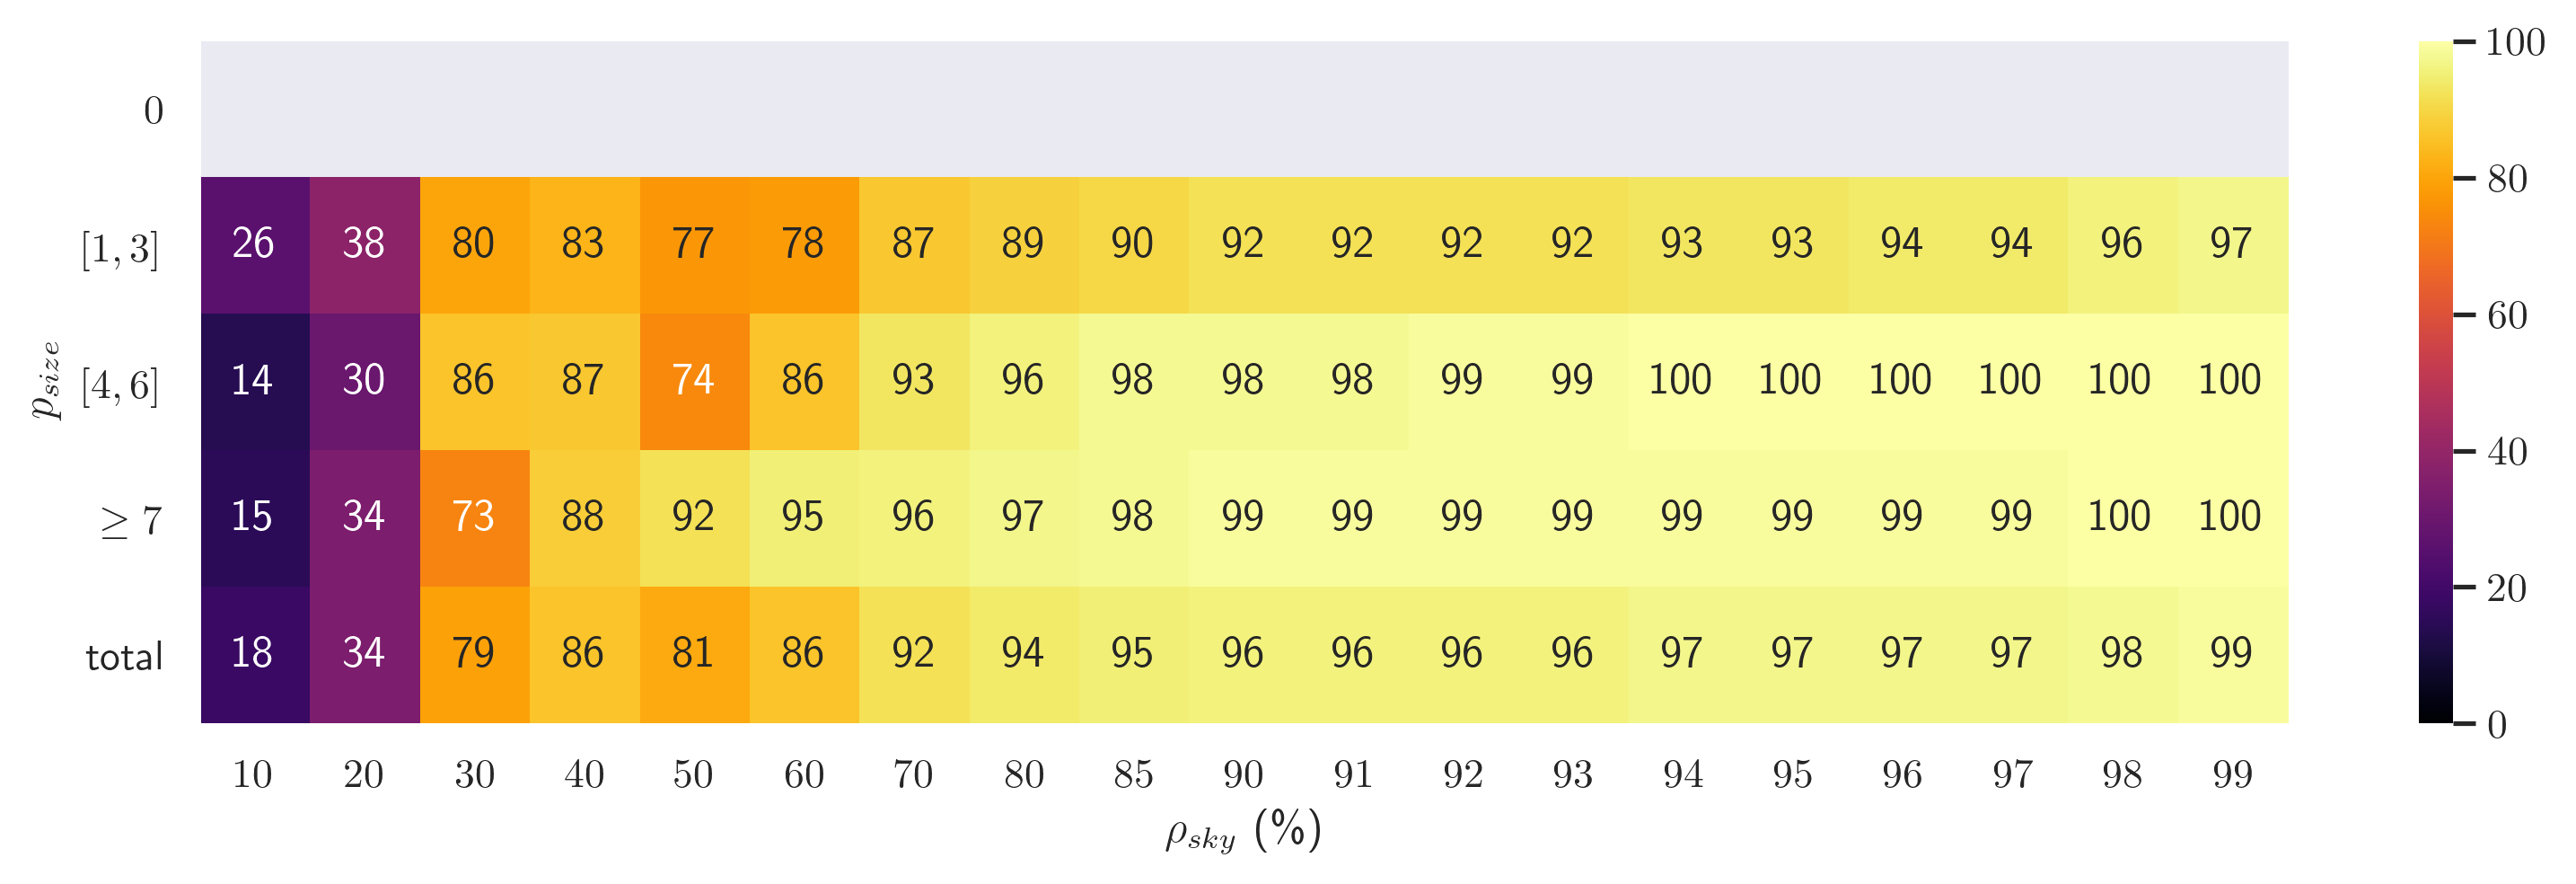 0
[1, 3] 26 38 80 83 77 78 87 89 90 92 92 92 92 93 93 94 94 96 97
[4, 6] 14 30 86 87 74 86 93 96 98 98 98 99 99 100 100 100 100 100 100
≥ 7 15 34 73 88 92 95 96 97 98 99 99 99 99 99 99 99 99 100 100
total 18 34 79 86 81 86 92 94 95 96 96 96 96 97 97 97 97 98 99
10 20 30 40 50 60 70 80 85 90 91 92 93 94 95 96 97 98 99
ρsky (%)
psize
100
80
60
40
20
0